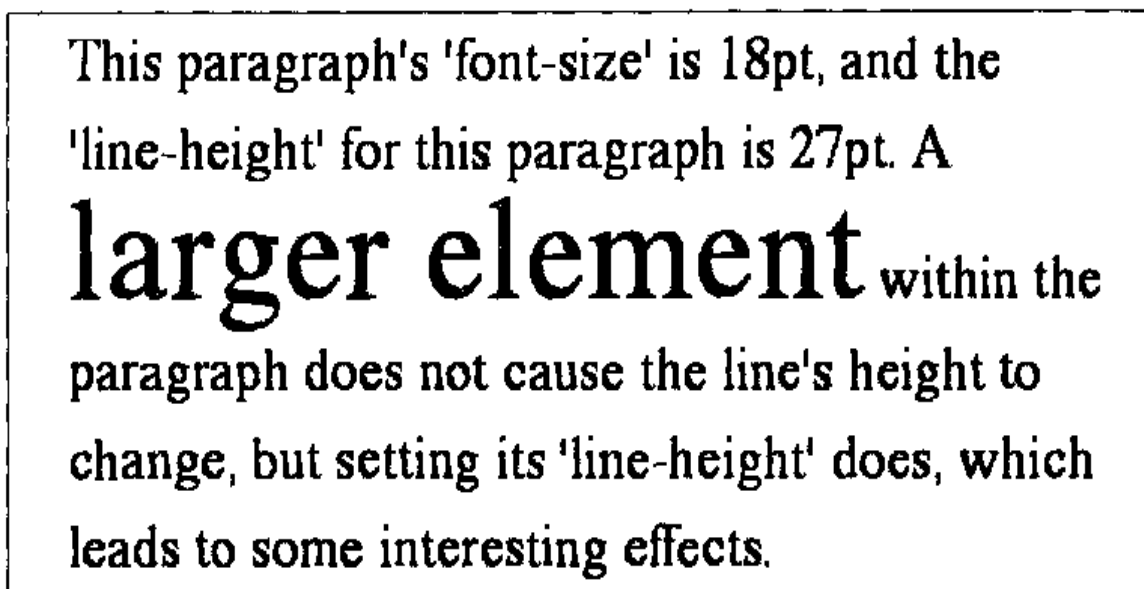 This paragraph's 'font-size' is 18pt, and the
'line-height' for this paragraph is 27pt. A
larger element within the
paragraph does not cause the line's height to
change, but setting its 'line-height' does, which
leads to some interesting effects.